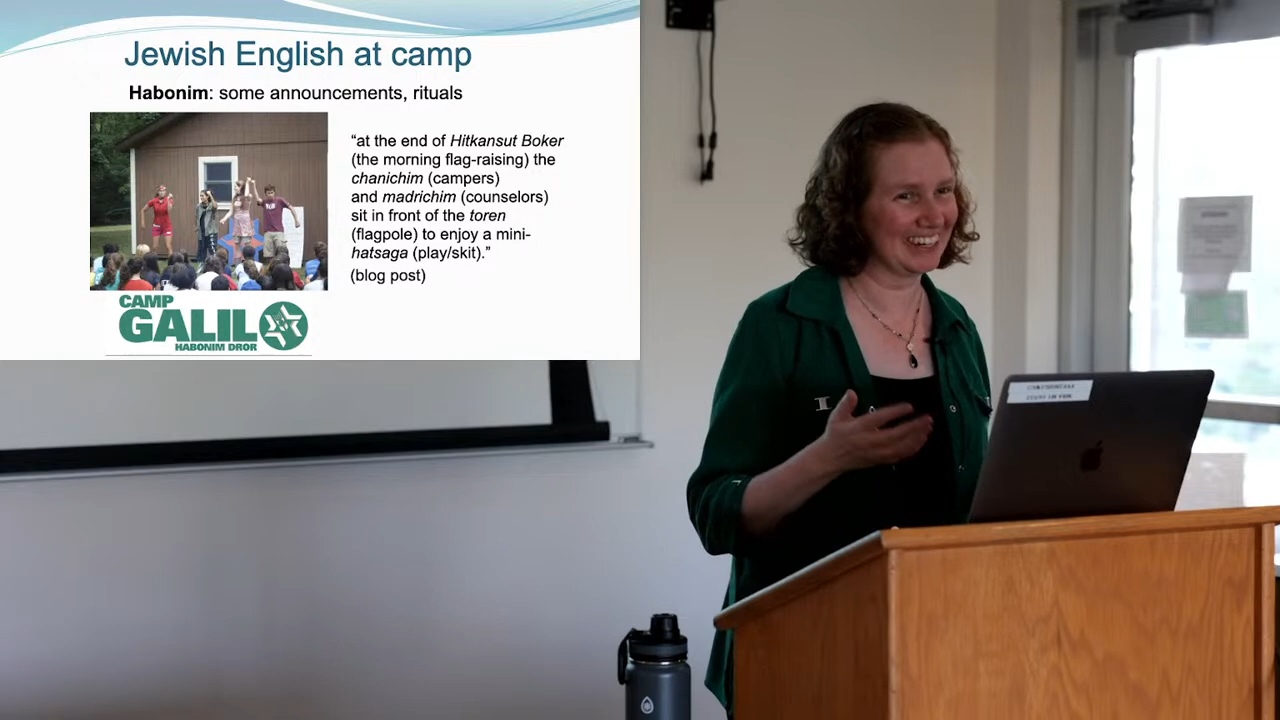 Jewish English at camp
Habonim: some announcements, rituals
“at the end of Hitkansut Boker
(the morning flag-raising) the
chanichim (campers)
and madrichim (counselors)
sit in front of the toren
(flagpole) to enjoy a mini-
hatsaga (play/skit).”
(blog post)
CAMP
GALIL
HABONIM DROR